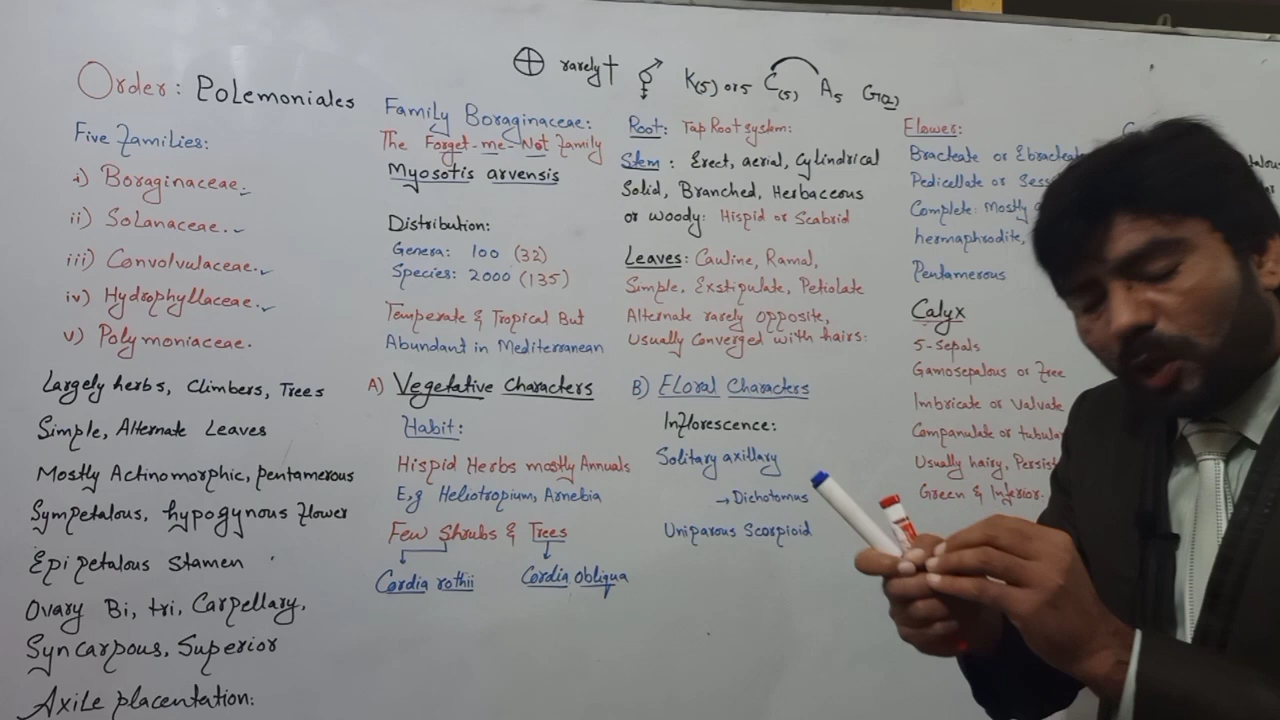 Order: Polemoniales
Five Families:
i) Boraginaceae.
ii) Solanaceae.
iii) Convolvulaceae.
iv) Hydrophyllaceae.
v) Polymoniaceae.
Largely herbs, Climbers, Trees
Simple, Alternate Leaves
Mostly Actinomorphic, pentamerous
Sympetalous, hypogynous flower
Epipetalous stamen
Ovary Bi, tri, Carpellary,
Syncarpous, Superior
Axile placentation:
⊕ rarely † ⚥ K(5) or 5 C(5) A5 G(2)
Family Boraginaceae:
The Forget-me-Not family
Myosotis arvensis
Distribution:
Genera: 100 (32)
Species: 2000 (135)
Temperate & Tropical But
Abundant in Mediterranean
A) Vegetative Characters
Habit:
Hispid Herbs mostly Annuals
E,g Heliotropium, Arnebia
Few Shrubs & Trees
Cordia rothii Cordia obliqua
Root: Tap Root system:
Stem: Erect, aerial, Cylindrical
Solid, Branched, Herbaceous
or woody: Hispid or Scabrid
Leaves: Cauline, Ramal,
Simple, Exstipulate, Petiolate
Alternate rarely opposite,
Usually Converged with hairs:
B) Floral Characters
Inflorescence:
Solitary axillary
→ Dichotomus
Uniparous Scorpioid
Flower:
Bracteate or Ebracteate
Pedicellate or
Complete: Mostly
hermaphrodite,
Pentamerous
Calyx
5-Sepals
Gamosepalous or Free
Imbricate or Valvate
Companulate or tubular
Usually hairy,
Green & Inferior.